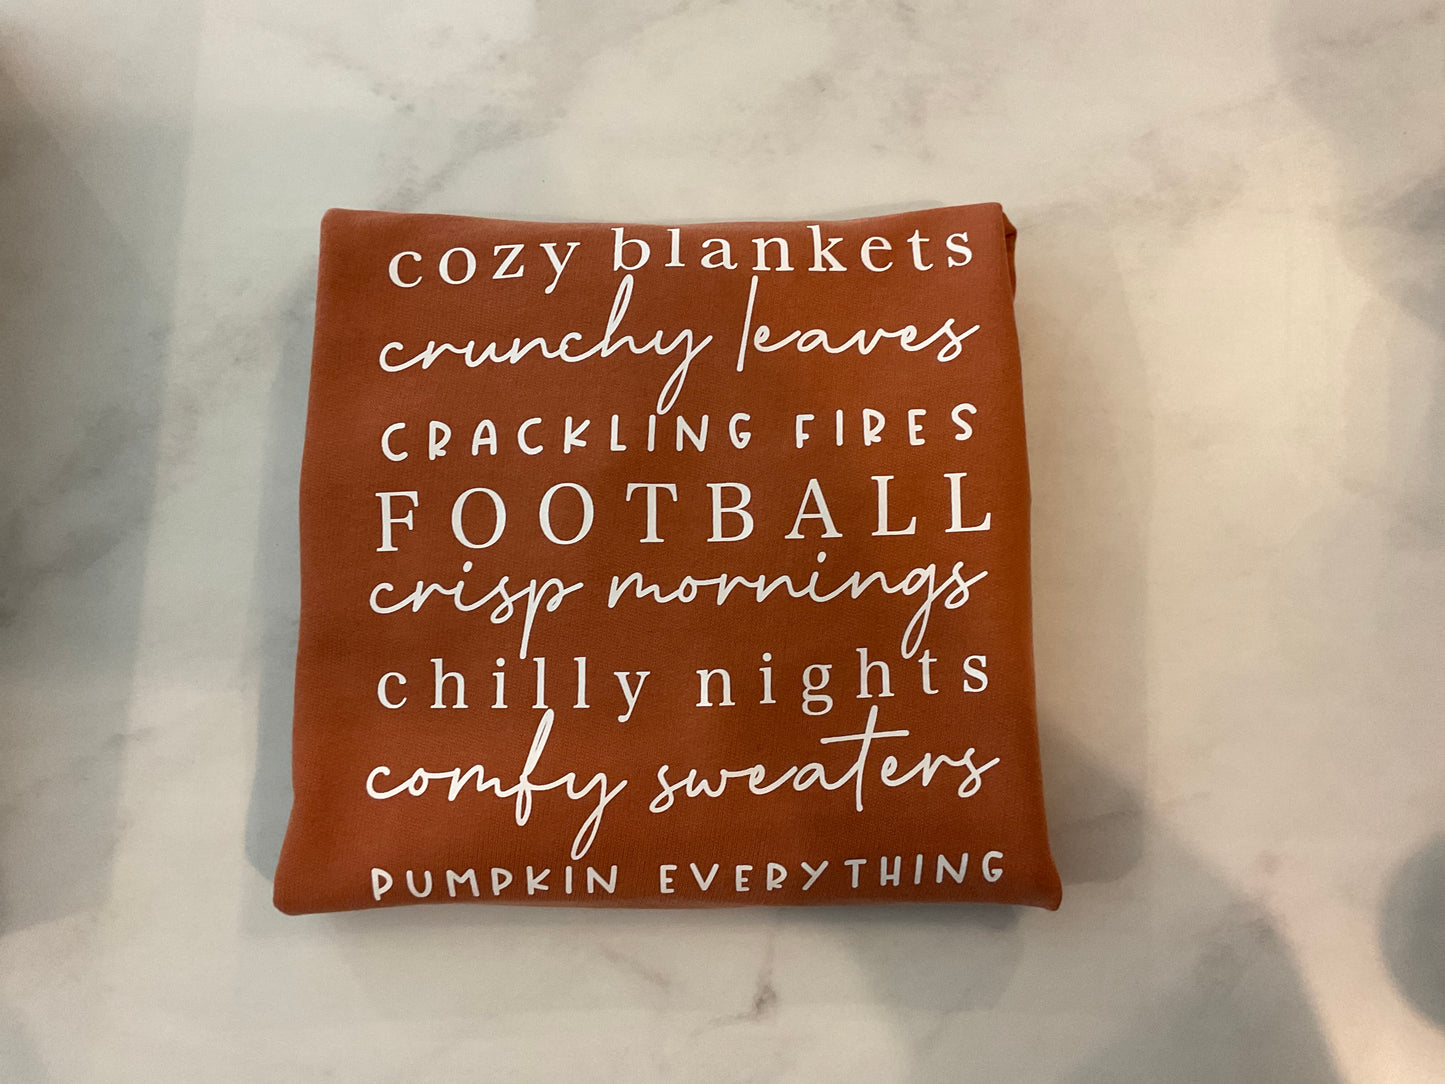 cozy blankets
crunchy leaves
CRACKLING FIRES
FOOTBALL
crisp mornings
chilly nights
comfy sweaters
PUMPKIN EVERYTHING